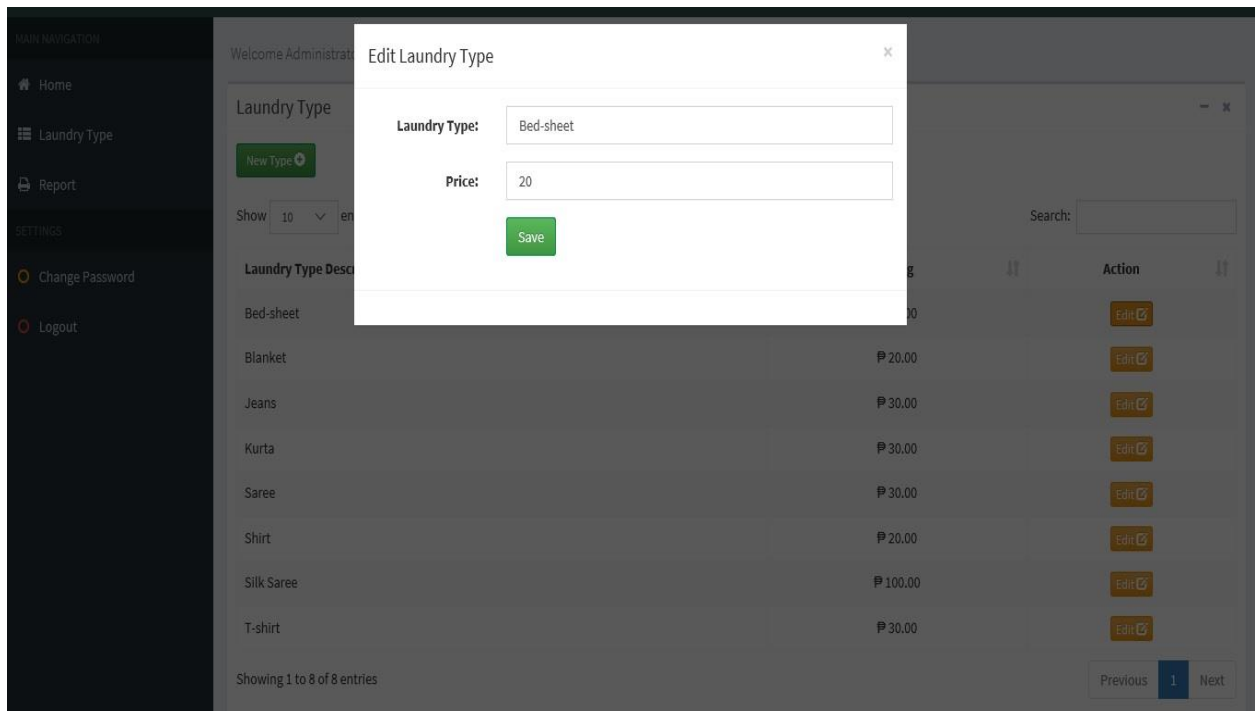 MAIN NAVIGATION
Home
Laundry Type
Report
SETTINGS
Change Password
Logout
Welcome Administrato
Laundry Type
New Type
Show 10 en
Search:
Edit Laundry Type ×
Laundry Type: Bed-sheet
Price: 20
Save
Laundry Type Descr g Action
Bed-sheet 00 Edit
Blanket ₱ 20.00 Edit
Jeans ₱ 30.00 Edit
Kurta ₱ 30.00 Edit
Saree ₱ 30.00 Edit
Shirt ₱ 20.00 Edit
Silk Saree ₱ 100.00 Edit
T-shirt ₱ 30.00 Edit
Showing 1 to 8 of 8 entries
Previous 1 Next